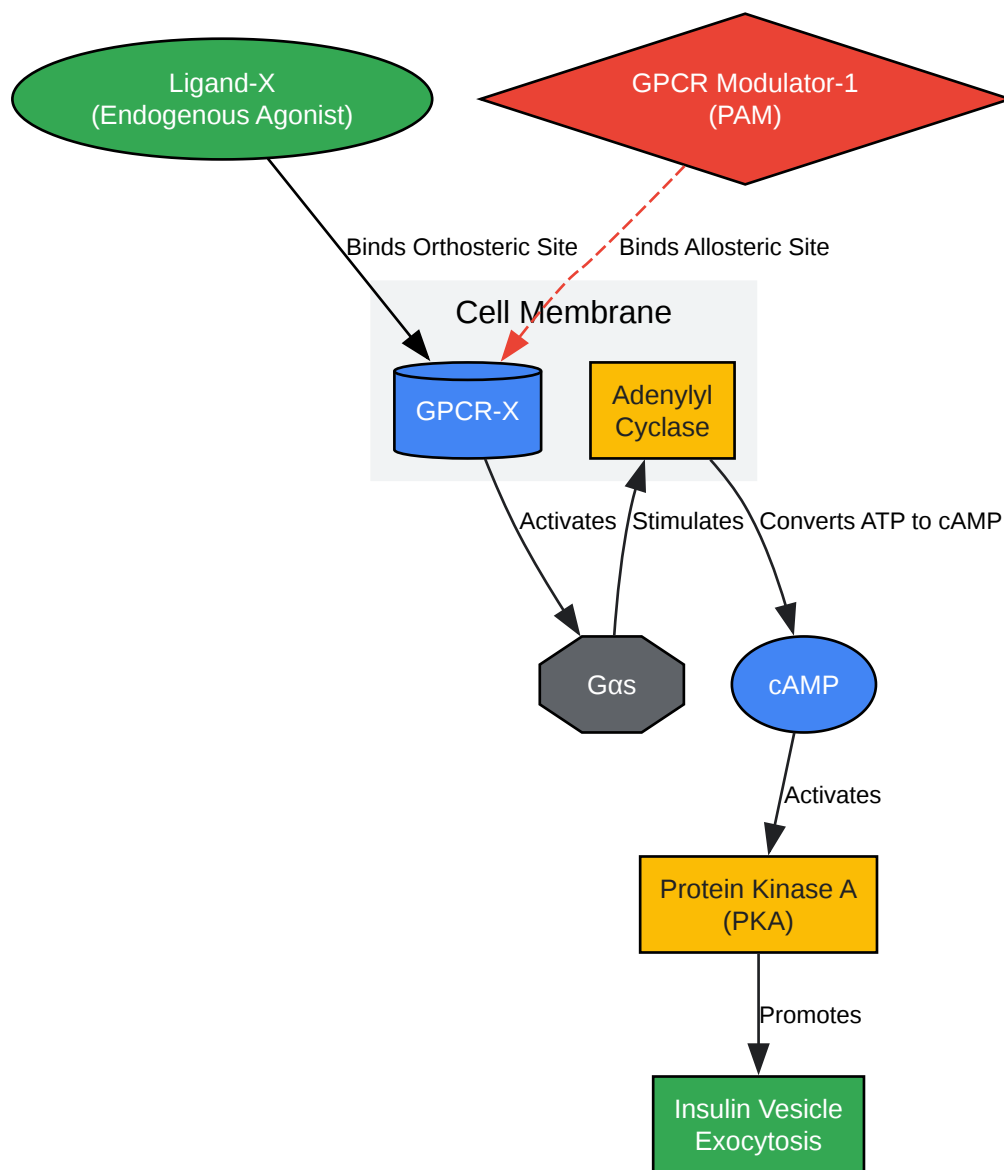 Ligand-X
(Endogenous Agonist)
GPCR Modulator-1
(PAM)
Binds Orthosteric Site
Binds Allosteric Site
Cell Membrane
GPCR-X
Adenylyl
Cyclase
Activates
Stimulates
Converts ATP to cAMP
Gαs
cAMP
Activates
Protein Kinase A
(PKA)
Promotes
Insulin Vesicle
Exocytosis